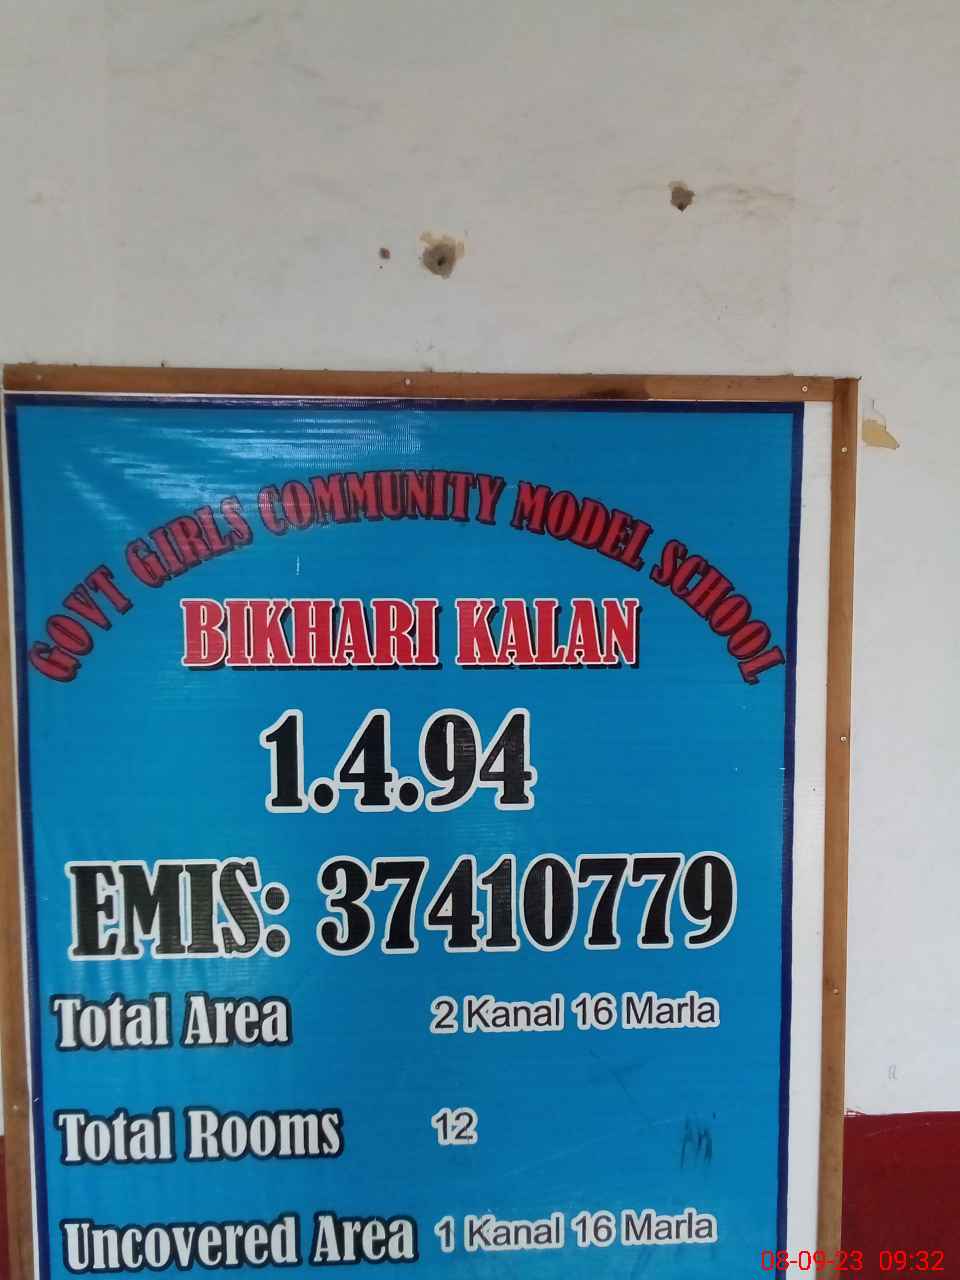 GOVT GIRLS COMMUNITY MODEL SCHOOL
BIKHARI KALAN
1.4.94
EMIS: 37410779
Total Area 2 Kanal 16 Marla
Total Rooms 12
Uncovered Area 1 Kanal 16 Marla
08-09-23 09:32